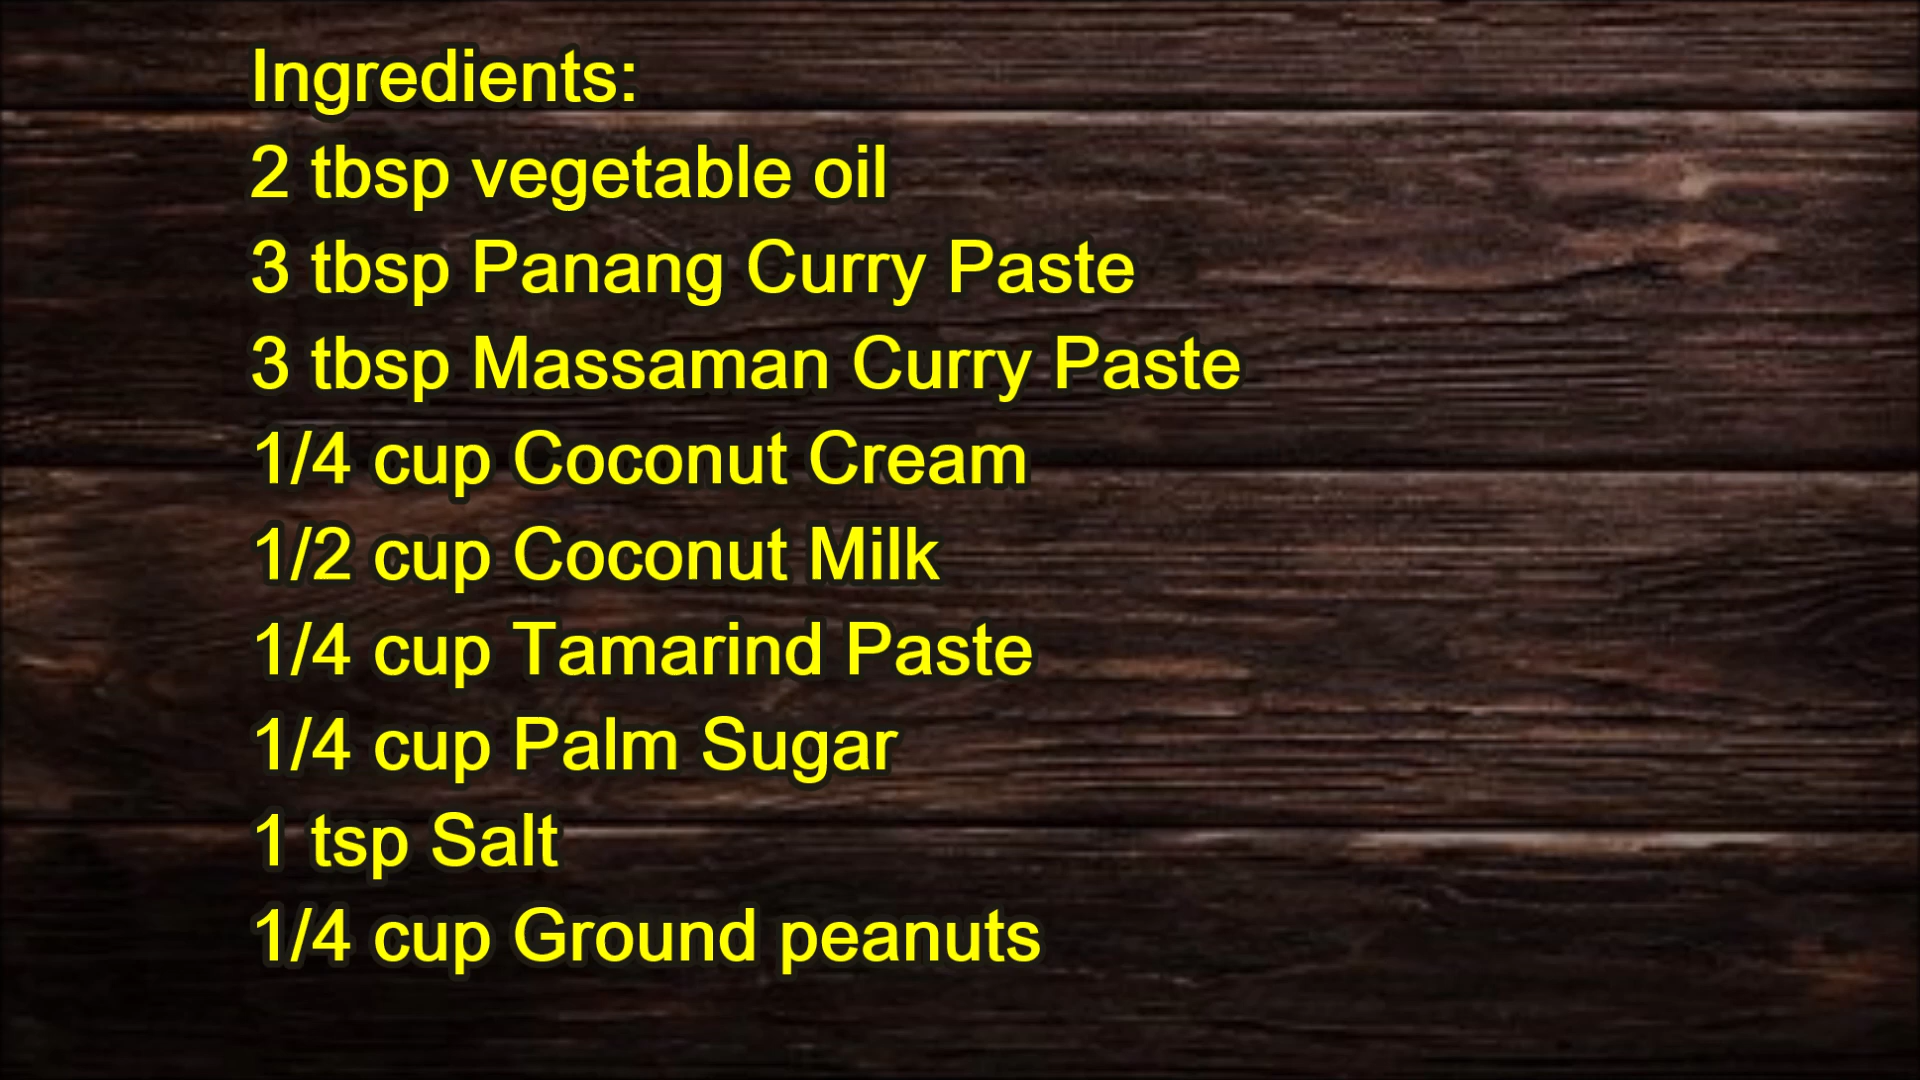 Ingredients:
2 tbsp vegetable oil
3 tbsp Panang Curry Paste
3 tbsp Massaman Curry Paste
1/4 cup Coconut Cream
1/2 cup Coconut Milk
1/4 cup Tamarind Paste
1/4 cup Palm Sugar
1 tsp Salt
1/4 cup Ground peanuts